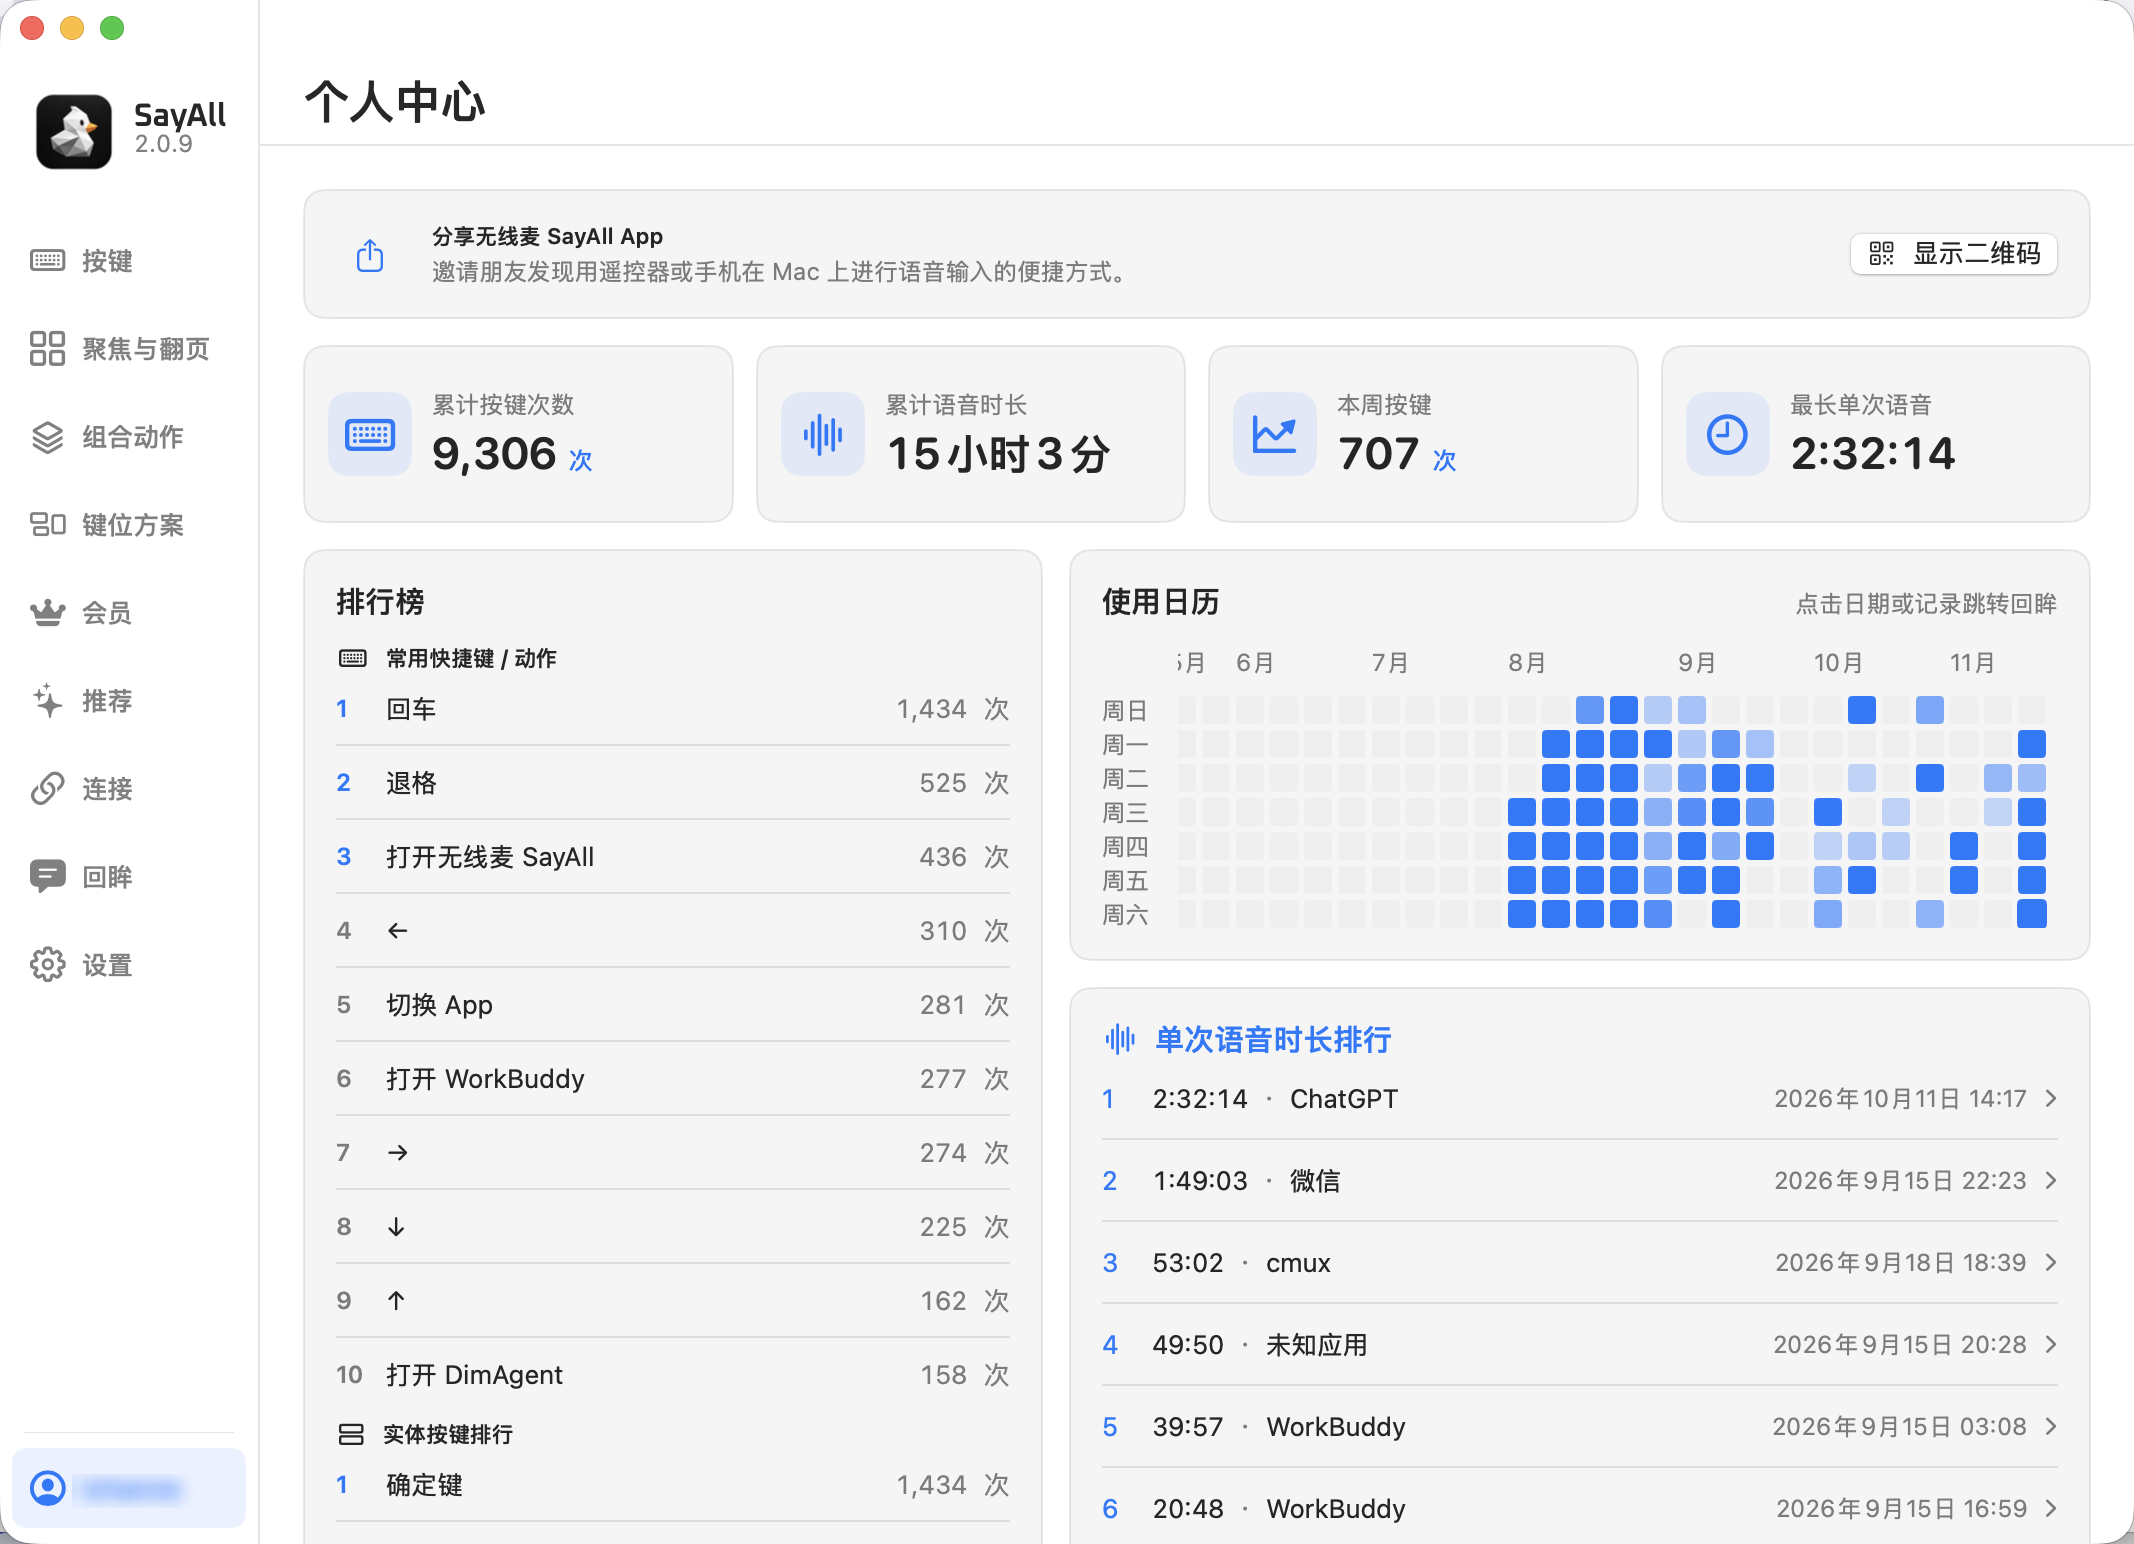 SayAll
2.0.9
按键
聚焦与翻页
组合动作
键位方案
会员
推荐
连接
回眸
设置
个人中心
分享无线麦 SayAll App
邀请朋友发现用遥控器或手机在 Mac 上进行语音输入的便捷方式。
显示二维码
累计按键次数
9,306 次
累计语音时长
15小时3分
本周按键
707 次
最长单次语音
2:32:14
排行榜
常用快捷键 / 动作
1 回车 1,434 次
2 退格 525 次
3 打开无线麦 SayAll 436 次
4 ← 310 次
5 切换 App 281 次
6 打开 WorkBuddy 277 次
7 → 274 次
8 ↓ 225 次
9 ↑ 162 次
10 打开 DimAgent 158 次
实体按键排行
1 确定键 1,434 次
使用日历
点击日期或记录跳转回眸
月 6月 7月 8月 9月 10月 11月
周日
周一
周二
周三
周四
周五
周六
单次语音时长排行
1 2:32:14 · ChatGPT 2026年10月11日 14:17
2 1:49:03 · 微信 2026年9月15日 22:23
3 53:02 · cmux 2026年9月18日 18:39
4 49:50 · 未知应用 2026年9月15日 20:28
5 39:57 · WorkBuddy 2026年9月15日 03:08
6 20:48 · WorkBuddy 2026年9月15日 16:59